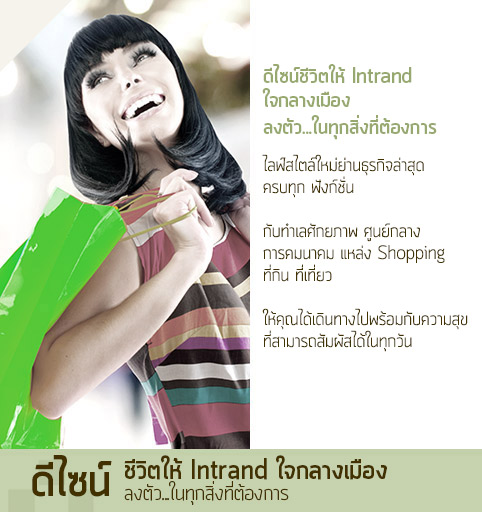 ดีไซน์ชีวิตให้ Intrand
ใจกลางเมือง
ลงตัว...ในทุกสิ่งที่ต้องการ
ไลฟ์สไตล์ใหม่ย่านธุรกิจล่าสุด
ครบทุก ฟังก์ชั่น
กับทำเลศักยภาพ ศูนย์กลาง
การคมนาคม แหล่ง Shopping
ที่กิน ที่เที่ยว
ให้คุณได้เดินทางไปพร้อมกับความสุข
ที่สามารถสัมผัสได้ในทุกวัน
ดีไซน์ ชีวิตให้ Intrand ใจกลางเมือง
ลงตัว...ในทุกสิ่งที่ต้องการ